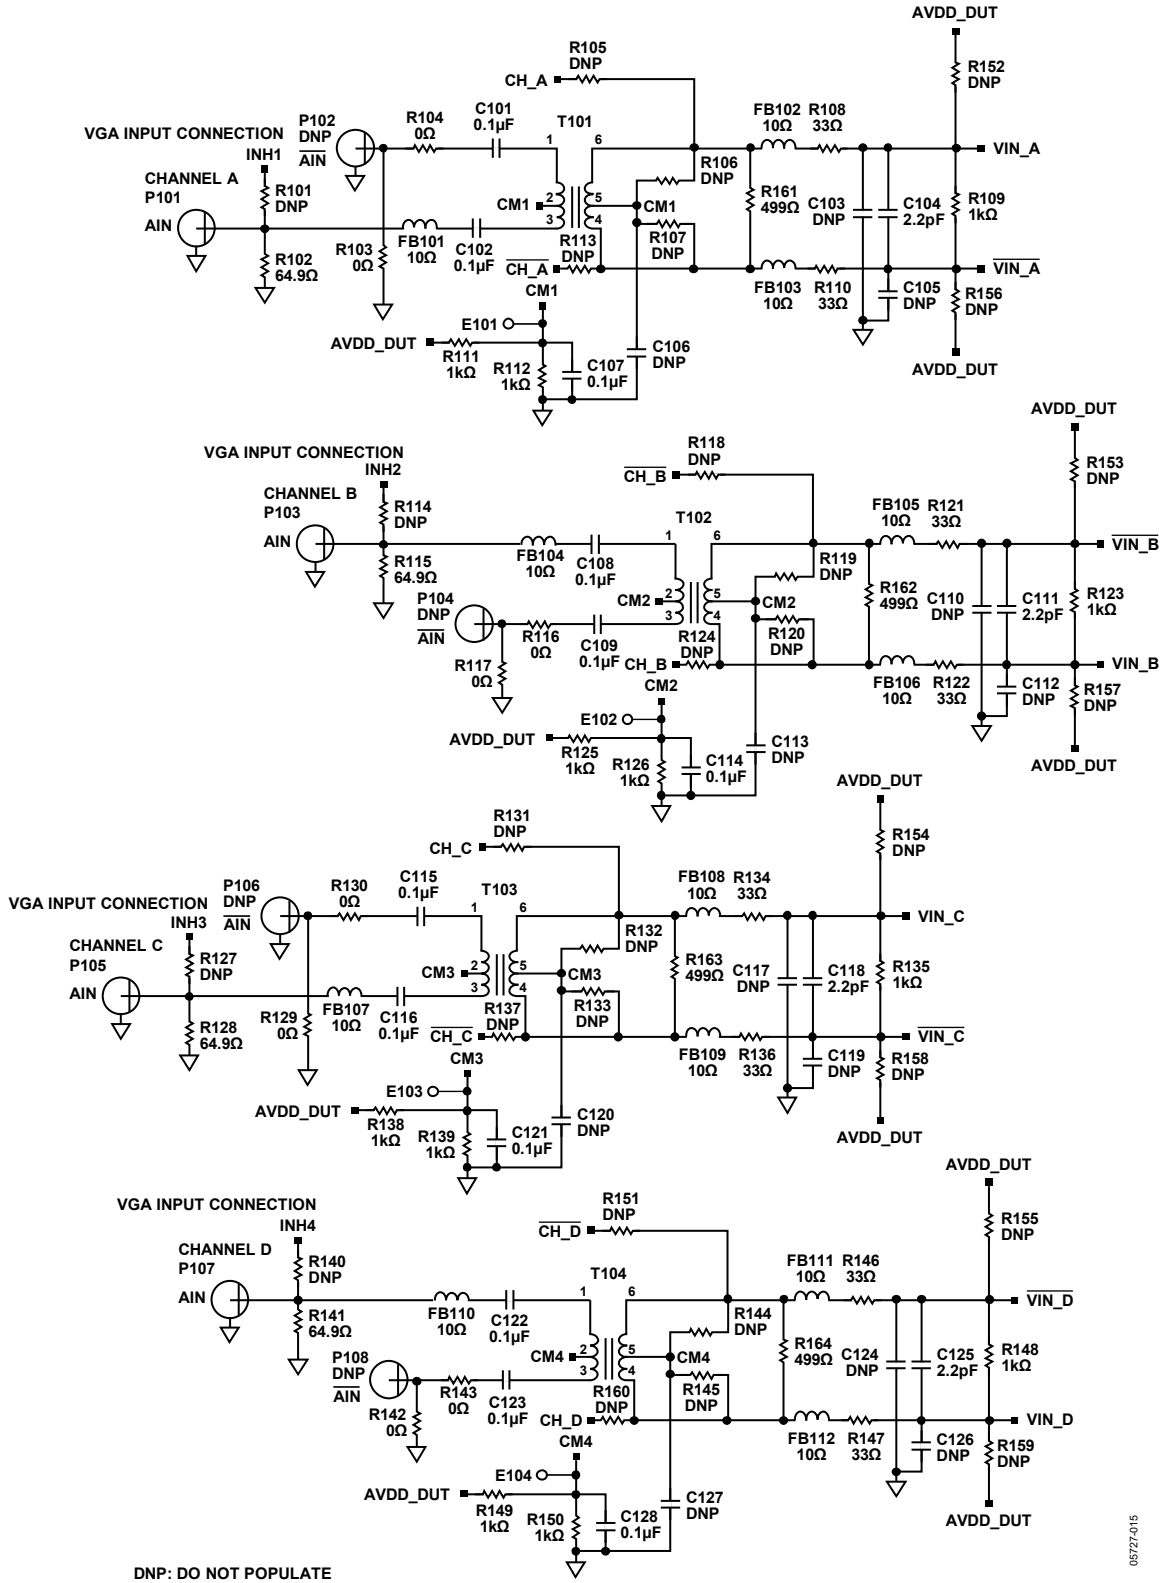 AVDD_DUT
R105
DNP
CH_A
R152
DNP
P102
DNP
AIN
R104
0Ω
C101
0.1µF
T101
FB102
10Ω
R108
33Ω
VGA INPUT CONNECTION
INH1
CHANNEL A
P101
AIN
R101
DNP
1
2
3
6
5
4
CM1
CM1
R106
DNP
R107
DNP
R161
499Ω
C103
DNP
C104
2.2pF
R109
1kΩ
VIN_A
R102
64.9Ω
R103
0Ω
FB101
10Ω
C102
0.1µF
R113
DNP
CH_A
FB103
10Ω
R110
33Ω
C105
DNP
R156
DNP
VIN_A
CM1
E101
AVDD_DUT
R111
1kΩ
R112
1kΩ
C107
0.1µF
C106
DNP
AVDD_DUT
AVDD_DUT
R118
DNP
CH_B
R153
DNP
VGA INPUT CONNECTION
INH2
CHANNEL B
P103
AIN
R114
DNP
R115
64.9Ω
FB104
10Ω
C108
0.1µF
T102
1
2
3
6
5
4
FB105
10Ω
R121
33Ω
VIN_B
P104
DNP
AIN
R116
0Ω
R117
0Ω
C109
0.1µF
CM2
CM2
R119
DNP
R120
DNP
R124
DNP
CH_B
R162
499Ω
C110
DNP
C111
2.2pF
R123
1kΩ
FB106
10Ω
R122
33Ω
C112
DNP
R157
DNP
VIN_B
CM2
E102
AVDD_DUT
R125
1kΩ
R126
1kΩ
C114
0.1µF
C113
DNP
AVDD_DUT
AVDD_DUT
R131
DNP
CH_C
R154
DNP
P106
DNP
AIN
R130
0Ω
C115
0.1µF
T103
FB108
10Ω
R134
33Ω
VGA INPUT CONNECTION
INH3
CHANNEL C
P105
AIN
R127
DNP
1
2
3
6
5
4
CM3
CM3
R132
DNP
R133
DNP
R163
499Ω
C117
DNP
C118
2.2pF
R135
1kΩ
VIN_C
R128
64.9Ω
R129
0Ω
FB107
10Ω
C116
0.1µF
R137
DNP
CH_C
FB109
10Ω
R136
33Ω
C119
DNP
R158
DNP
VIN_C
CM3
E103
AVDD_DUT
R138
1kΩ
R139
1kΩ
C121
0.1µF
C120
DNP
AVDD_DUT
AVDD_DUT
R151
DNP
CH_D
R155
DNP
VGA INPUT CONNECTION
INH4
CHANNEL D
P107
AIN
R140
DNP
R141
64.9Ω
FB110
10Ω
C122
0.1µF
T104
1
2
3
6
5
4
FB111
10Ω
R146
33Ω
VIN_D
P108
DNP
AIN
R143
0Ω
R142
0Ω
C123
0.1µF
CM4
CM4
R144
DNP
R145
DNP
R160
DNP
CH_D
R164
499Ω
C124
DNP
C125
2.2pF
R148
1kΩ
FB112
10Ω
R147
33Ω
C126
DNP
R159
DNP
VIN_D
CM4
E104
AVDD_DUT
R149
1kΩ
R150
1kΩ
C128
0.1µF
C127
DNP
AVDD_DUT
DNP: DO NOT POPULATE
05727-015